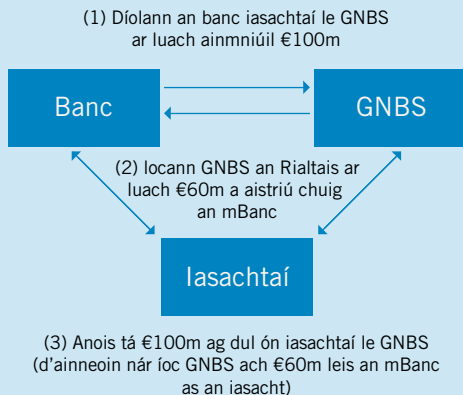 (1) Díolann an banc iasachtaí le GNBS
ar luach ainmniúil €100m
Banc
GNBS
(2) Iocann GNBS an Rialtais ar
luach €60m a aistriú chuig
an mBanc
Iasachtaí
(3) Anois tá €100m ag dul ón iasachtaí le GNBS
(d'ainneoin nár íoc GNBS ach €60m leis an mBanc
as an iasacht)